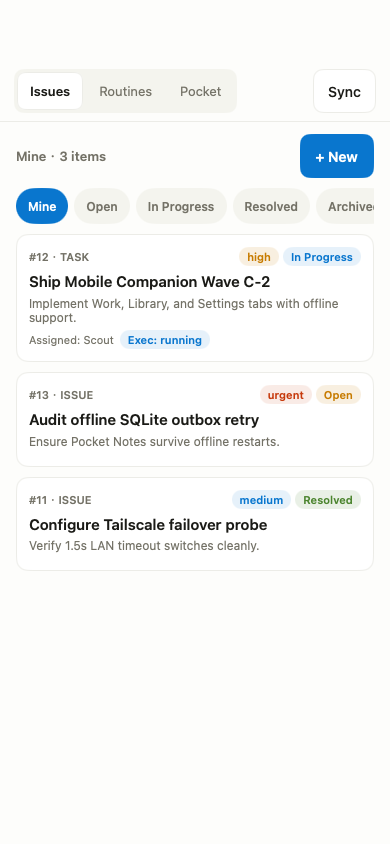 Issues Routines Pocket Sync
Mine · 3 items + New
Mine Open In Progress Resolved Archive
#12 · TASK high In Progress
Ship Mobile Companion Wave C-2
Implement Work, Library, and Settings tabs with offline
support.
Assigned: Scout Exec: running
#13 · ISSUE urgent Open
Audit offline SQLite outbox retry
Ensure Pocket Notes survive offline restarts.
#11 · ISSUE medium Resolved
Configure Tailscale failover probe
Verify 1.5s LAN timeout switches cleanly.